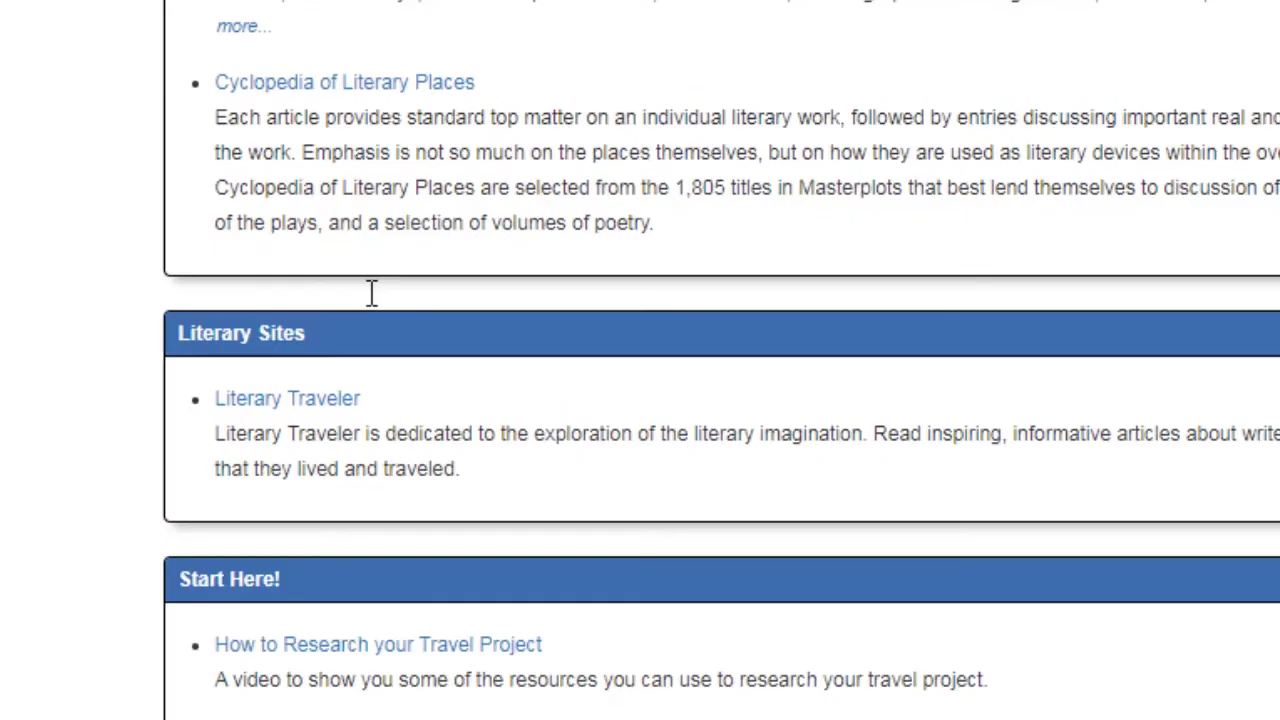 more...
Cyclopedia of Literary Places
Each article provides standard top matter on an individual literary work, followed by entries discussing important real and
the work. Emphasis is not so much on the places themselves, but on how they are used as literary devices within the
Cyclopedia of Literary Places are selected from the 1,805 titles in Masterplots that best lend themselves to discussion of
of the plays, and a selection of volumes of poetry.
Literary Sites
Literary Traveler
Literary Traveler is dedicated to the exploration of the literary imagination. Read inspiring, informative articles about
that they lived and traveled.
Start Here!
How to Research your Travel Project
A video to show you some of the resources you can use to research your travel project.